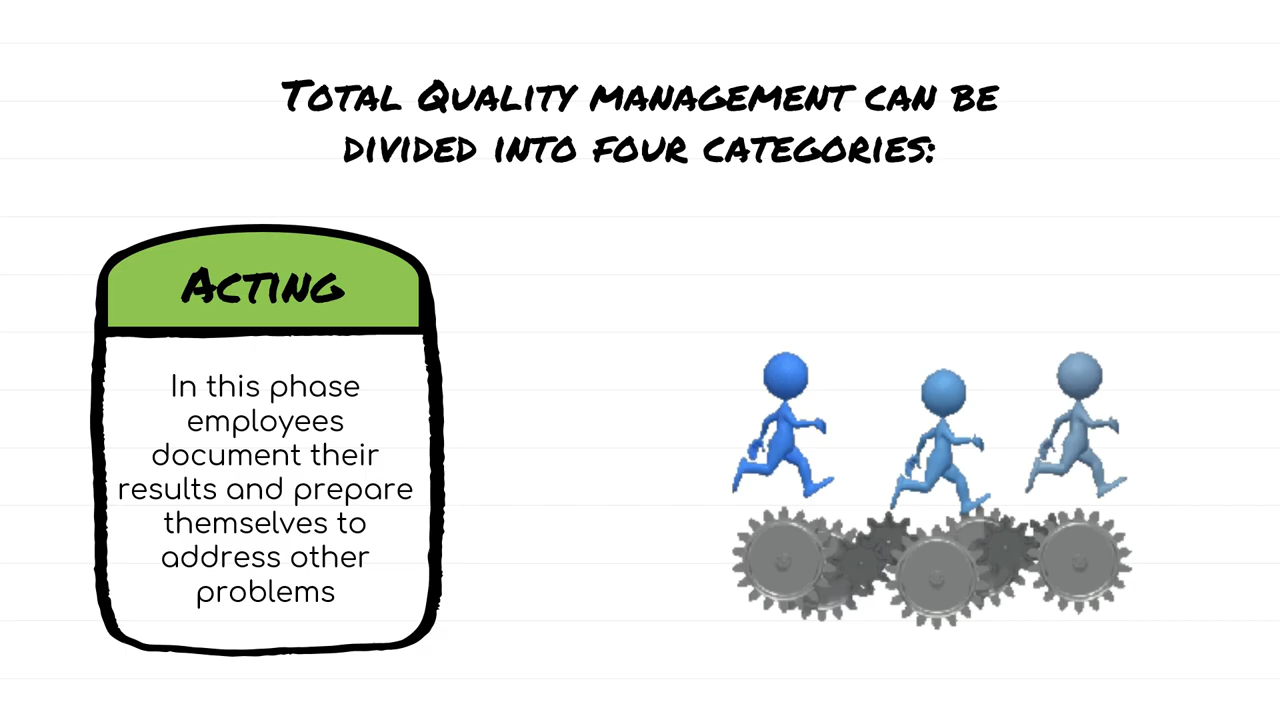 Total Quality management can be
divided into four categories:
Acting
In this phase
employees
document their
results and prepare
themselves to
address other
problems